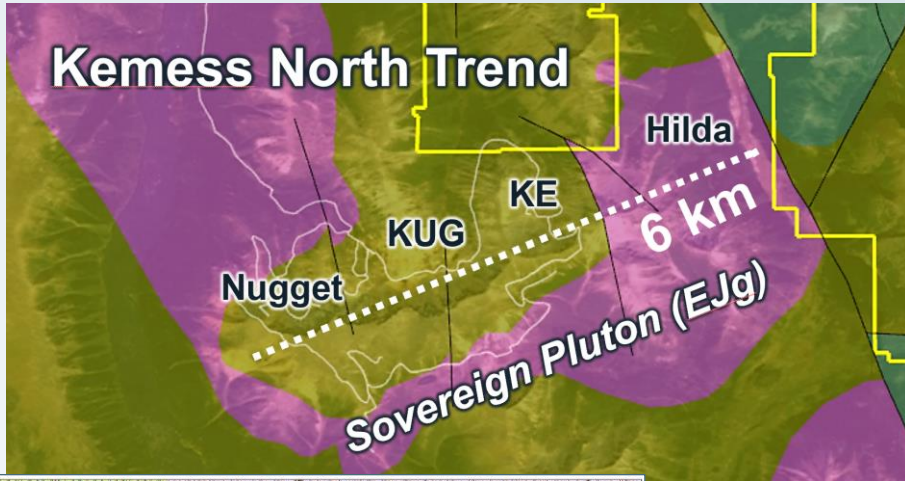 Kemess North Trend
Hilda
KE
6 km
KUG
Nugget
Sovereign Pluton (EJg)